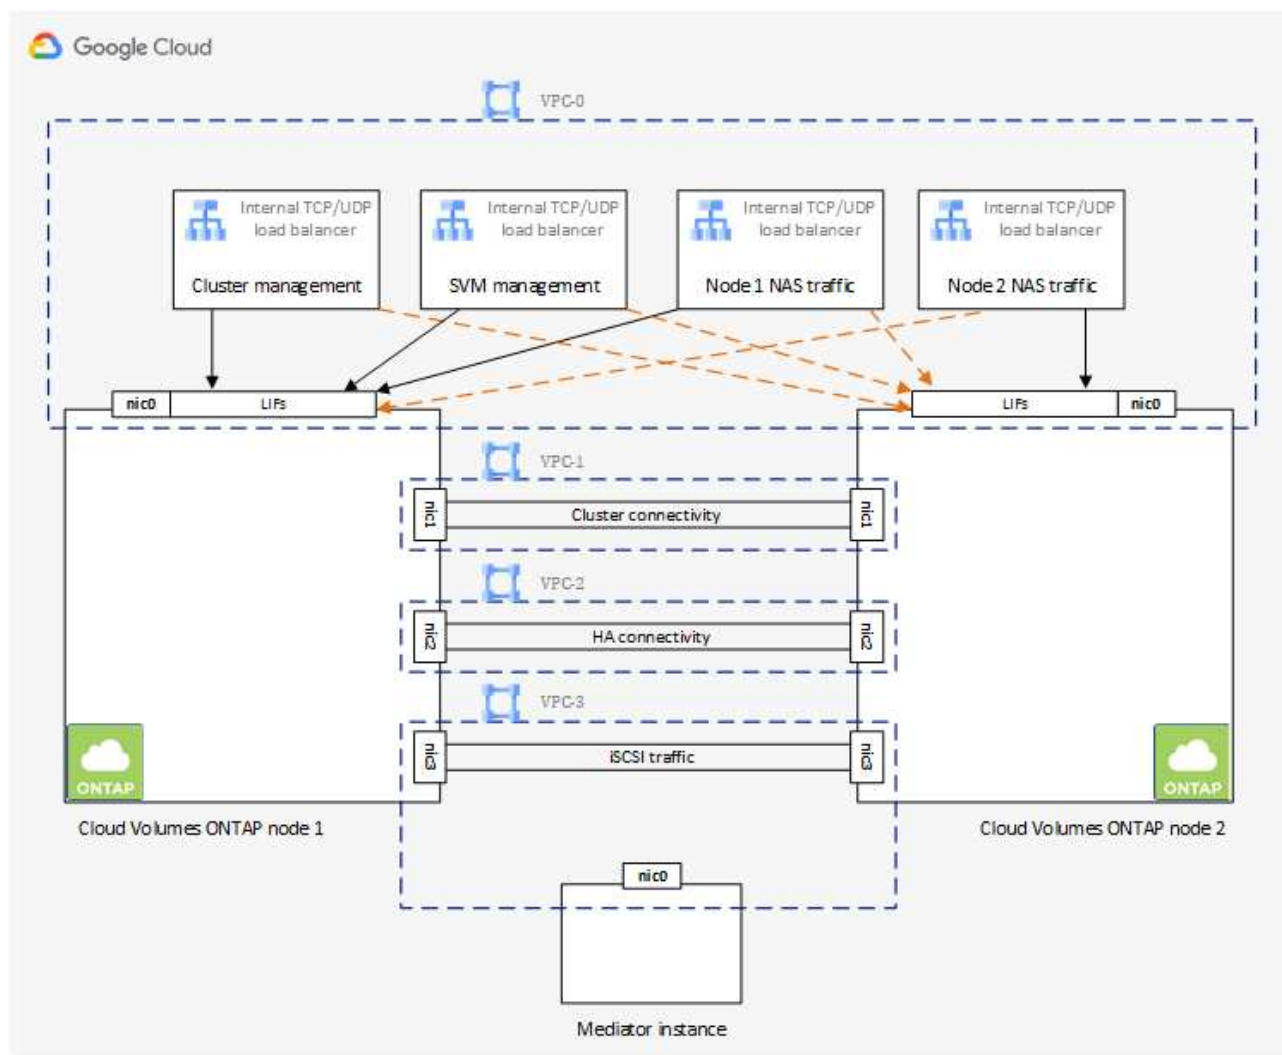 Google Cloud
VPC-0
Internal TCP/UDP
load balancer
Cluster management
Internal TCP/UDP
load balancer
SVM management
Internal TCP/UDP
load balancer
Node 1 NAS traffic
Internal TCP/UDP
load balancer
Node 2 NAS traffic
nic0
LIFs
LIFs
nic0
VPC-1
nic1
Cluster connectivity
nic1
VPC-2
nic2
HA connectivity
nic2
VPC-3
nic3
iSCSI traffic
nic3
ONTAP
ONTAP
Cloud Volumes ONTAP node 1
Cloud Volumes ONTAP node 2
nic0
Mediator instance